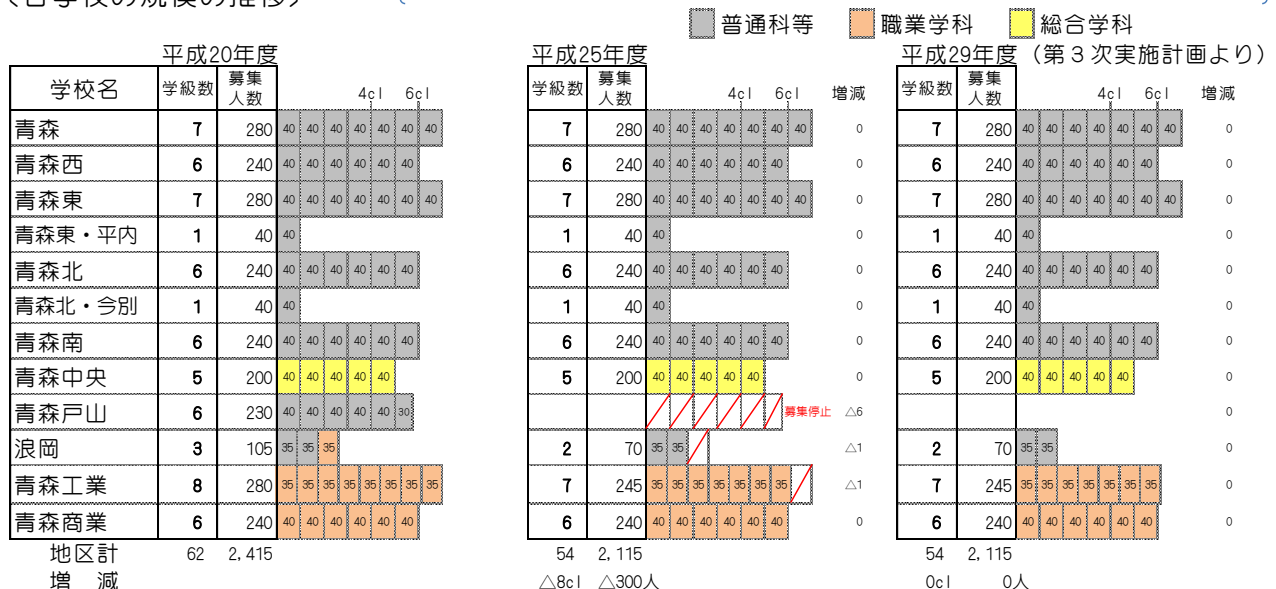 （各学校の規模の推移）
普通科等 職業学科 総合学科
平成20年度 平成25年度 平成29年度（第３次実施計画より）
学校名 学級数 募集人数 4cl 6cl 学級数 募集人数 4cl 6cl 増減 学級数 募集人数 4cl 6cl 増減
青森 7 280 40 40 40 40 40 40 40 7 280 40 40 40 40 40 40 40 0 7 280 40 40 40 40 40 40 40 0
青森西 6 240 40 40 40 40 40 40 6 240 40 40 40 40 40 40 0 6 240 40 40 40 40 40 40 0
青森東 7 280 40 40 40 40 40 40 40 7 280 40 40 40 40 40 40 40 0 7 280 40 40 40 40 40 40 40 0
青森東・平内 1 40 40 1 40 40 0 1 40 40 0
青森北 6 240 40 40 40 40 40 40 6 240 40 40 40 40 40 40 0 6 240 40 40 40 40 40 40 0
青森北・今別 1 40 40 1 40 40 0 1 40 40 0
青森南 6 240 40 40 40 40 40 40 6 240 40 40 40 40 40 40 0 6 240 40 40 40 40 40 40 0
青森中央 5 200 40 40 40 40 40 5 200 40 40 40 40 40 0 5 200 40 40 40 40 40 0
青森戸山 6 230 40 40 40 40 40 30 募集停止 △6 0
浪岡 3 105 35 35 35 2 70 35 35 △1 2 70 35 35 0
青森工業 8 280 35 35 35 35 35 35 35 35 7 245 35 35 35 35 35 35 35 △1 7 245 35 35 35 35 35 35 35 0
青森商業 6 240 40 40 40 40 40 40 6 240 40 40 40 40 40 40 0 6 240 40 40 40 40 40 40 0
地区計 62 2,415 54 2,115 54 2,115
増 減 △8cl △300人 0cl 0人